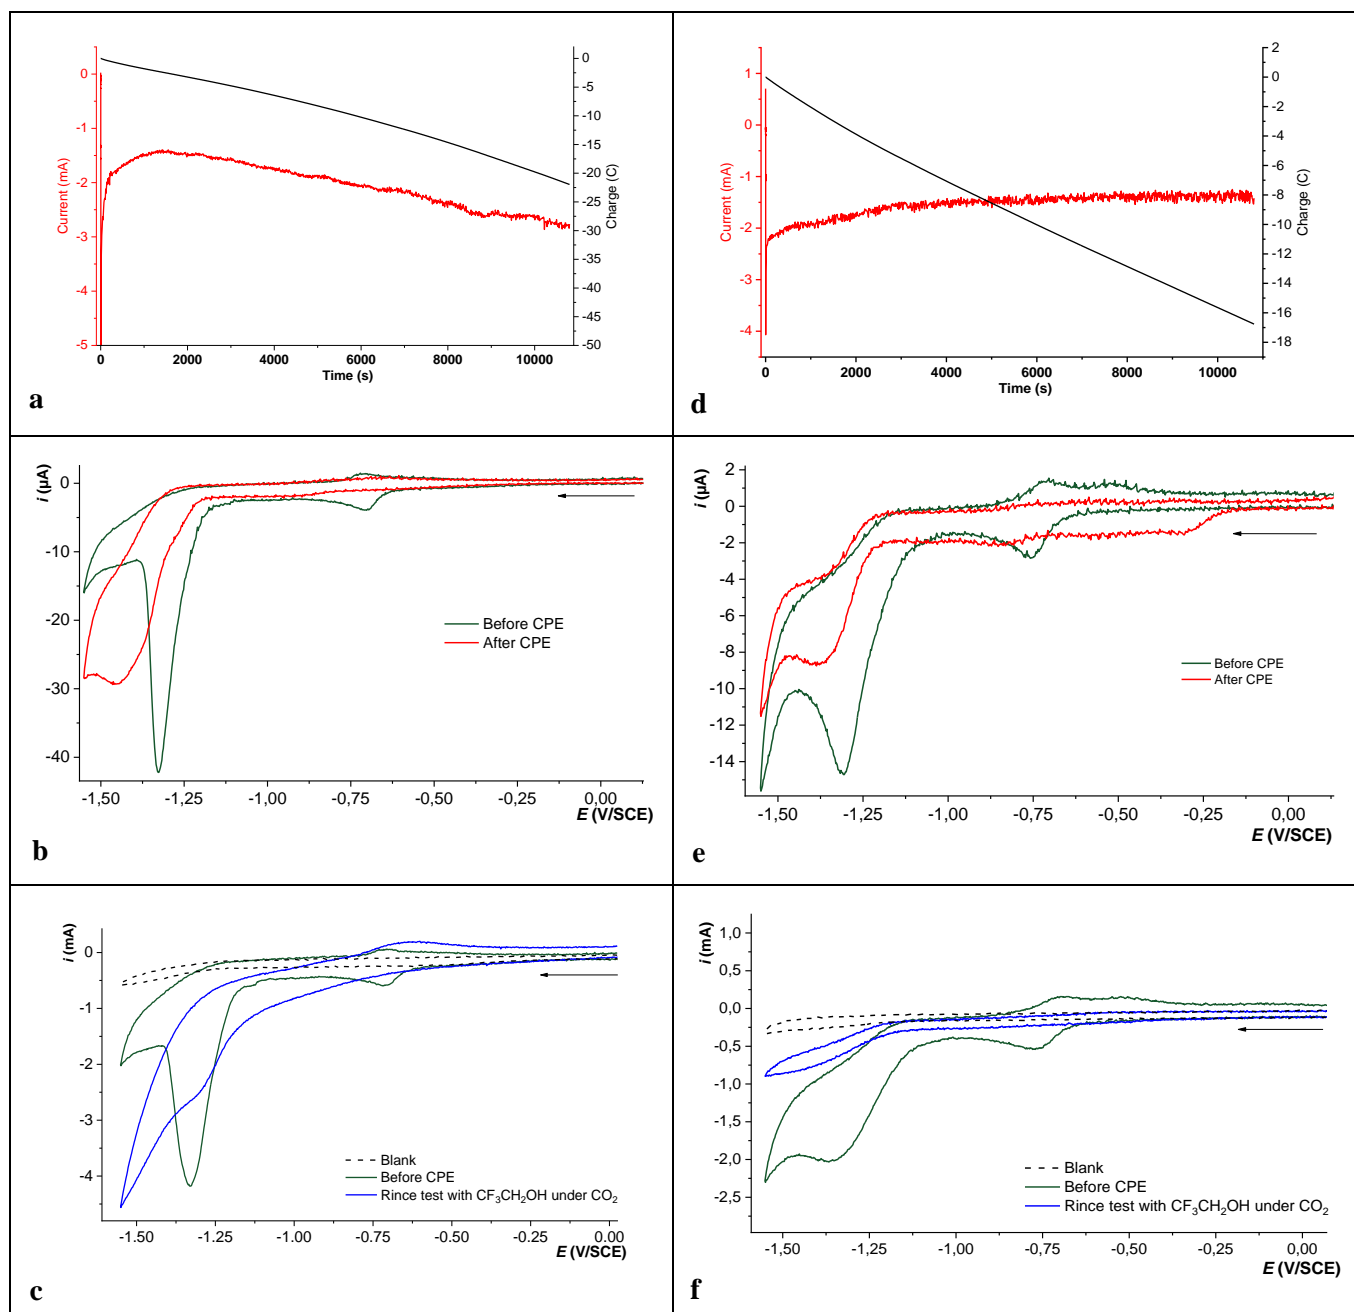 0
-1
-2
-3
-4
-5
Current (mA)
0
-5
-10
-15
-20
-25
-30
-35
-40
-45
-50
Charge (C)
0 2000 4000 6000 8000 10000
Time (s)
a
1
0
-1
-2
-3
-4
Current (mA)
2
0
-2
-4
-6
-8
-10
-12
-14
-16
-18
Charge (C)
0 2000 4000 6000 8000 10000
Time (s)
d
i (µA)
0
-10
-20
-30
-40
Before CPE
After CPE
-1,50 -1,25 -1,00 -0,75 -0,50 -0,25 0,00
E (V/SCE)
b
i (µA)
2
0
-2
-4
-6
-8
-10
-12
-14
Before CPE
After CPE
-1,50 -1,25 -1,00 -0,75 -0,50 -0,25 0,00
E (V/SCE)
e
i (mA)
0
-1
-2
-3
-4
Blank
Before CPE
Rince test with CF₃CH₂OH under CO₂
-1.50 -1.25 -1.00 -0.75 -0.50 -0.25 0.00
E (V/SCE)
c
i (mA)
1,0
0,5
0,0
-0,5
-1,0
-1,5
-2,0
-2,5
Blank
Before CPE
Rince test with CF₃CH₂OH under CO₂
-1,50 -1,25 -1,00 -0,75 -0,50 -0,25 0,00
E (V/SCE)
f